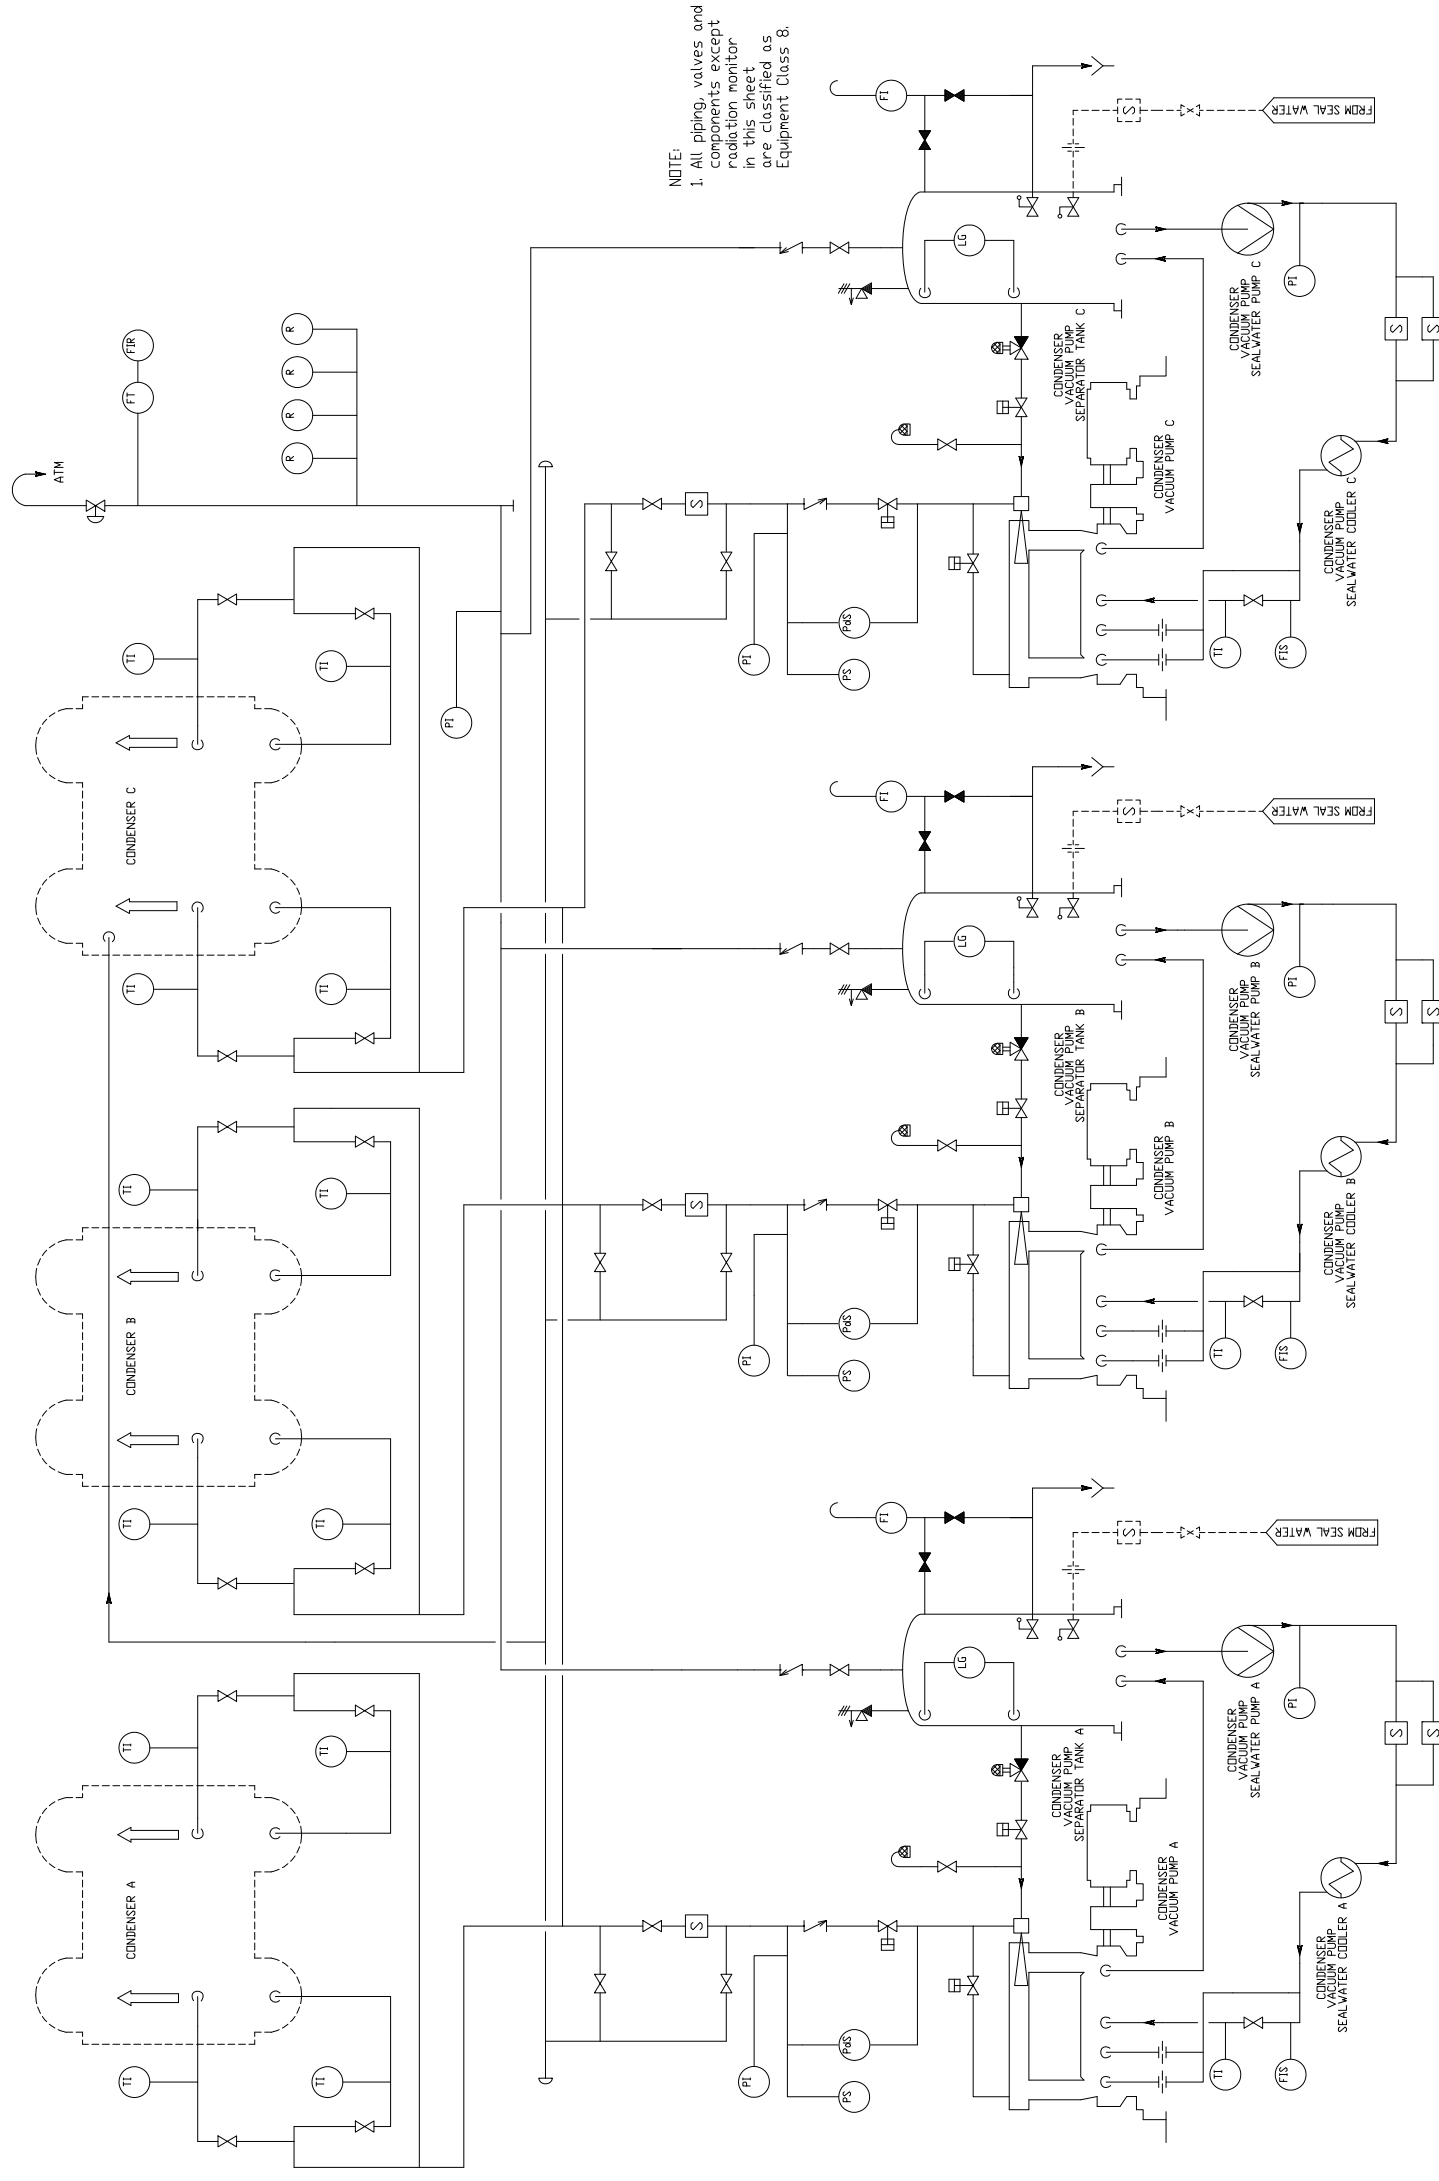 NOTE:
1. All piping, valves and
components except
radiation monitor
in this sheet
are classified as
Equipment Class 8.
ATM
FT
FIR
R
R
R
R
CONDENSER A
TI
TI
TI
TI
CONDENSER B
TI
TI
TI
TI
CONDENSER C
TI
TI
TI
TI
PI
S
PI
PS
PdS
CONDENSER
VACUUM PUMP A
CONDENSER
VACUUM PUMP
SEPARATOR TANK A
LG
FI
S
FROM SEAL WATER
TI
FIS
CONDENSER
VACUUM PUMP
SEALWATER COOLER A
CONDENSER
VACUUM PUMP
SEALWATER PUMP A
PI
S
S
S
PI
PS
PdS
CONDENSER
VACUUM PUMP B
CONDENSER
VACUUM PUMP
SEPARATOR TANK B
LG
FI
S
FROM SEAL WATER
TI
FIS
CONDENSER
VACUUM PUMP
SEALWATER COOLER B
CONDENSER
VACUUM PUMP
SEALWATER PUMP B
PI
S
S
S
PI
PS
PdS
CONDENSER
VACUUM PUMP C
CONDENSER
VACUUM PUMP
SEPARATOR TANK C
LG
FI
S
FROM SEAL WATER
TI
FIS
CONDENSER
VACUUM PUMP
SEALWATER COOLER C
CONDENSER
VACUUM PUMP
SEALWATER PUMP C
PI
S
S